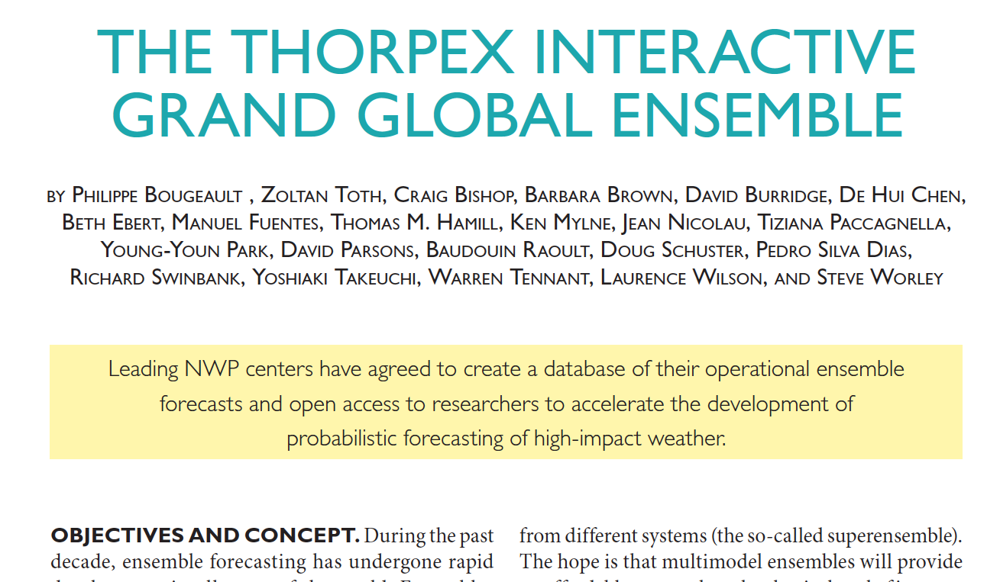 THE THORPEX INTERACTIVE
GRAND GLOBAL ENSEMBLE
BY PHILIPPE BOUGEAULT , ZOLTAN TOTH, CRAIG BISHOP, BARBARA BROWN, DAVID BURRIDGE, DE HUI CHEN,
BETH EBERT, MANUEL FUENTES, THOMAS M. HAMILL, KEN MYLNE, JEAN NICOLAU, TIZIANA PACCAGNELLA,
YOUNG-YOUN PARK, DAVID PARSONS, BAUDOUIN RAOULT, DOUG SCHUSTER, PEDRO SILVA DIAS,
RICHARD SWINBANK, YOSHIAKI TAKEUCHI, WARREN TENNANT, LAURENCE WILSON, AND STEVE WORLEY
Leading NWP centers have agreed to create a database of their operational ensemble
forecasts and open access to researchers to accelerate the development of
probabilistic forecasting of high-impact weather.
OBJECTIVES AND CONCEPT. During the past
decade, ensemble forecasting has undergone rapid
from different systems (the so-called superensemble).
The hope is that multimodel ensembles will provide